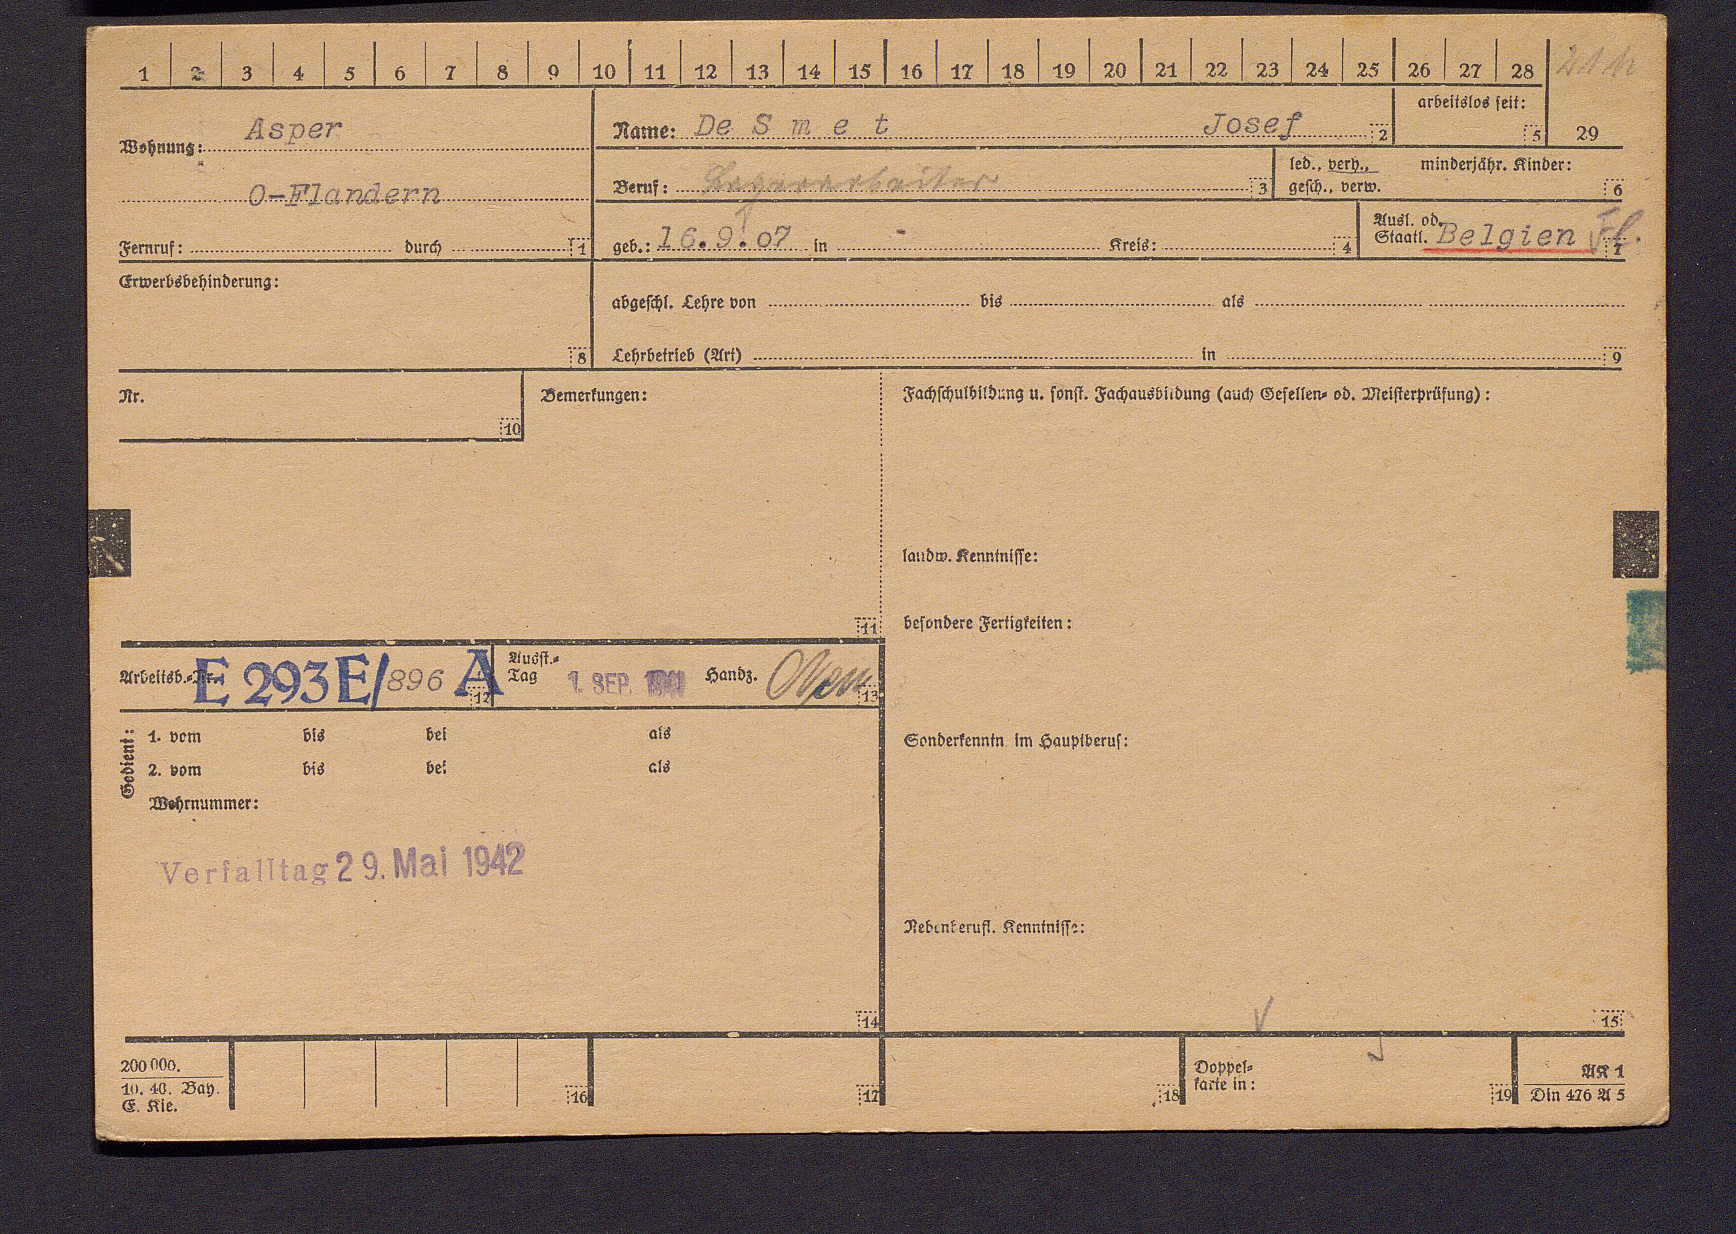 1 2 3 4 5 6 7 8 9 10 11 12 13 14 15 16 17 18 19 20 21 22 23 24 25 26 27 28
Wohnung: Asper
O-Flandern
Fernruf: durch 1
Name: De S m e t Josef 2
arbeitslos seit: 5
29
Beruf: Lagerarbeiter 3
led., verh., gesch., verw.
minderjähr. Kinder: 6
geb.: 16.9.07 in Kreis: 4
Ausl. od. Staatl. Belgien Fl. 7
Erwerbsbehinderung: 8
abgeschl. Lehre von bis als
Lehrbetrieb (Art) in 9
Nr. 10
Bemerkungen: 11
Fachschulbildung u. sonst. Fachausbildung (auch Gesellen- od. Meisterprüfung):
landw. Kenntnisse:
besondere Fertigkeiten:
Arbeitsb.-Nr. E 293 E/896 A 12
Ausst.-Tag 1. SEP. 1941 Handz. 13
Sonderkenntn im Hauptberuf:
Gedient:
1. vom bis bei als
2. vom bis bei als
Wehrnummer:
Verfalltag 29. Mai 1942
Nebenberufl. Kenntnisse:
14
15
200 000.
10. 40. Bay.
E. Kie.
16
17
18
Doppel-
karte in: 19
AK 1
Din 476 A 5